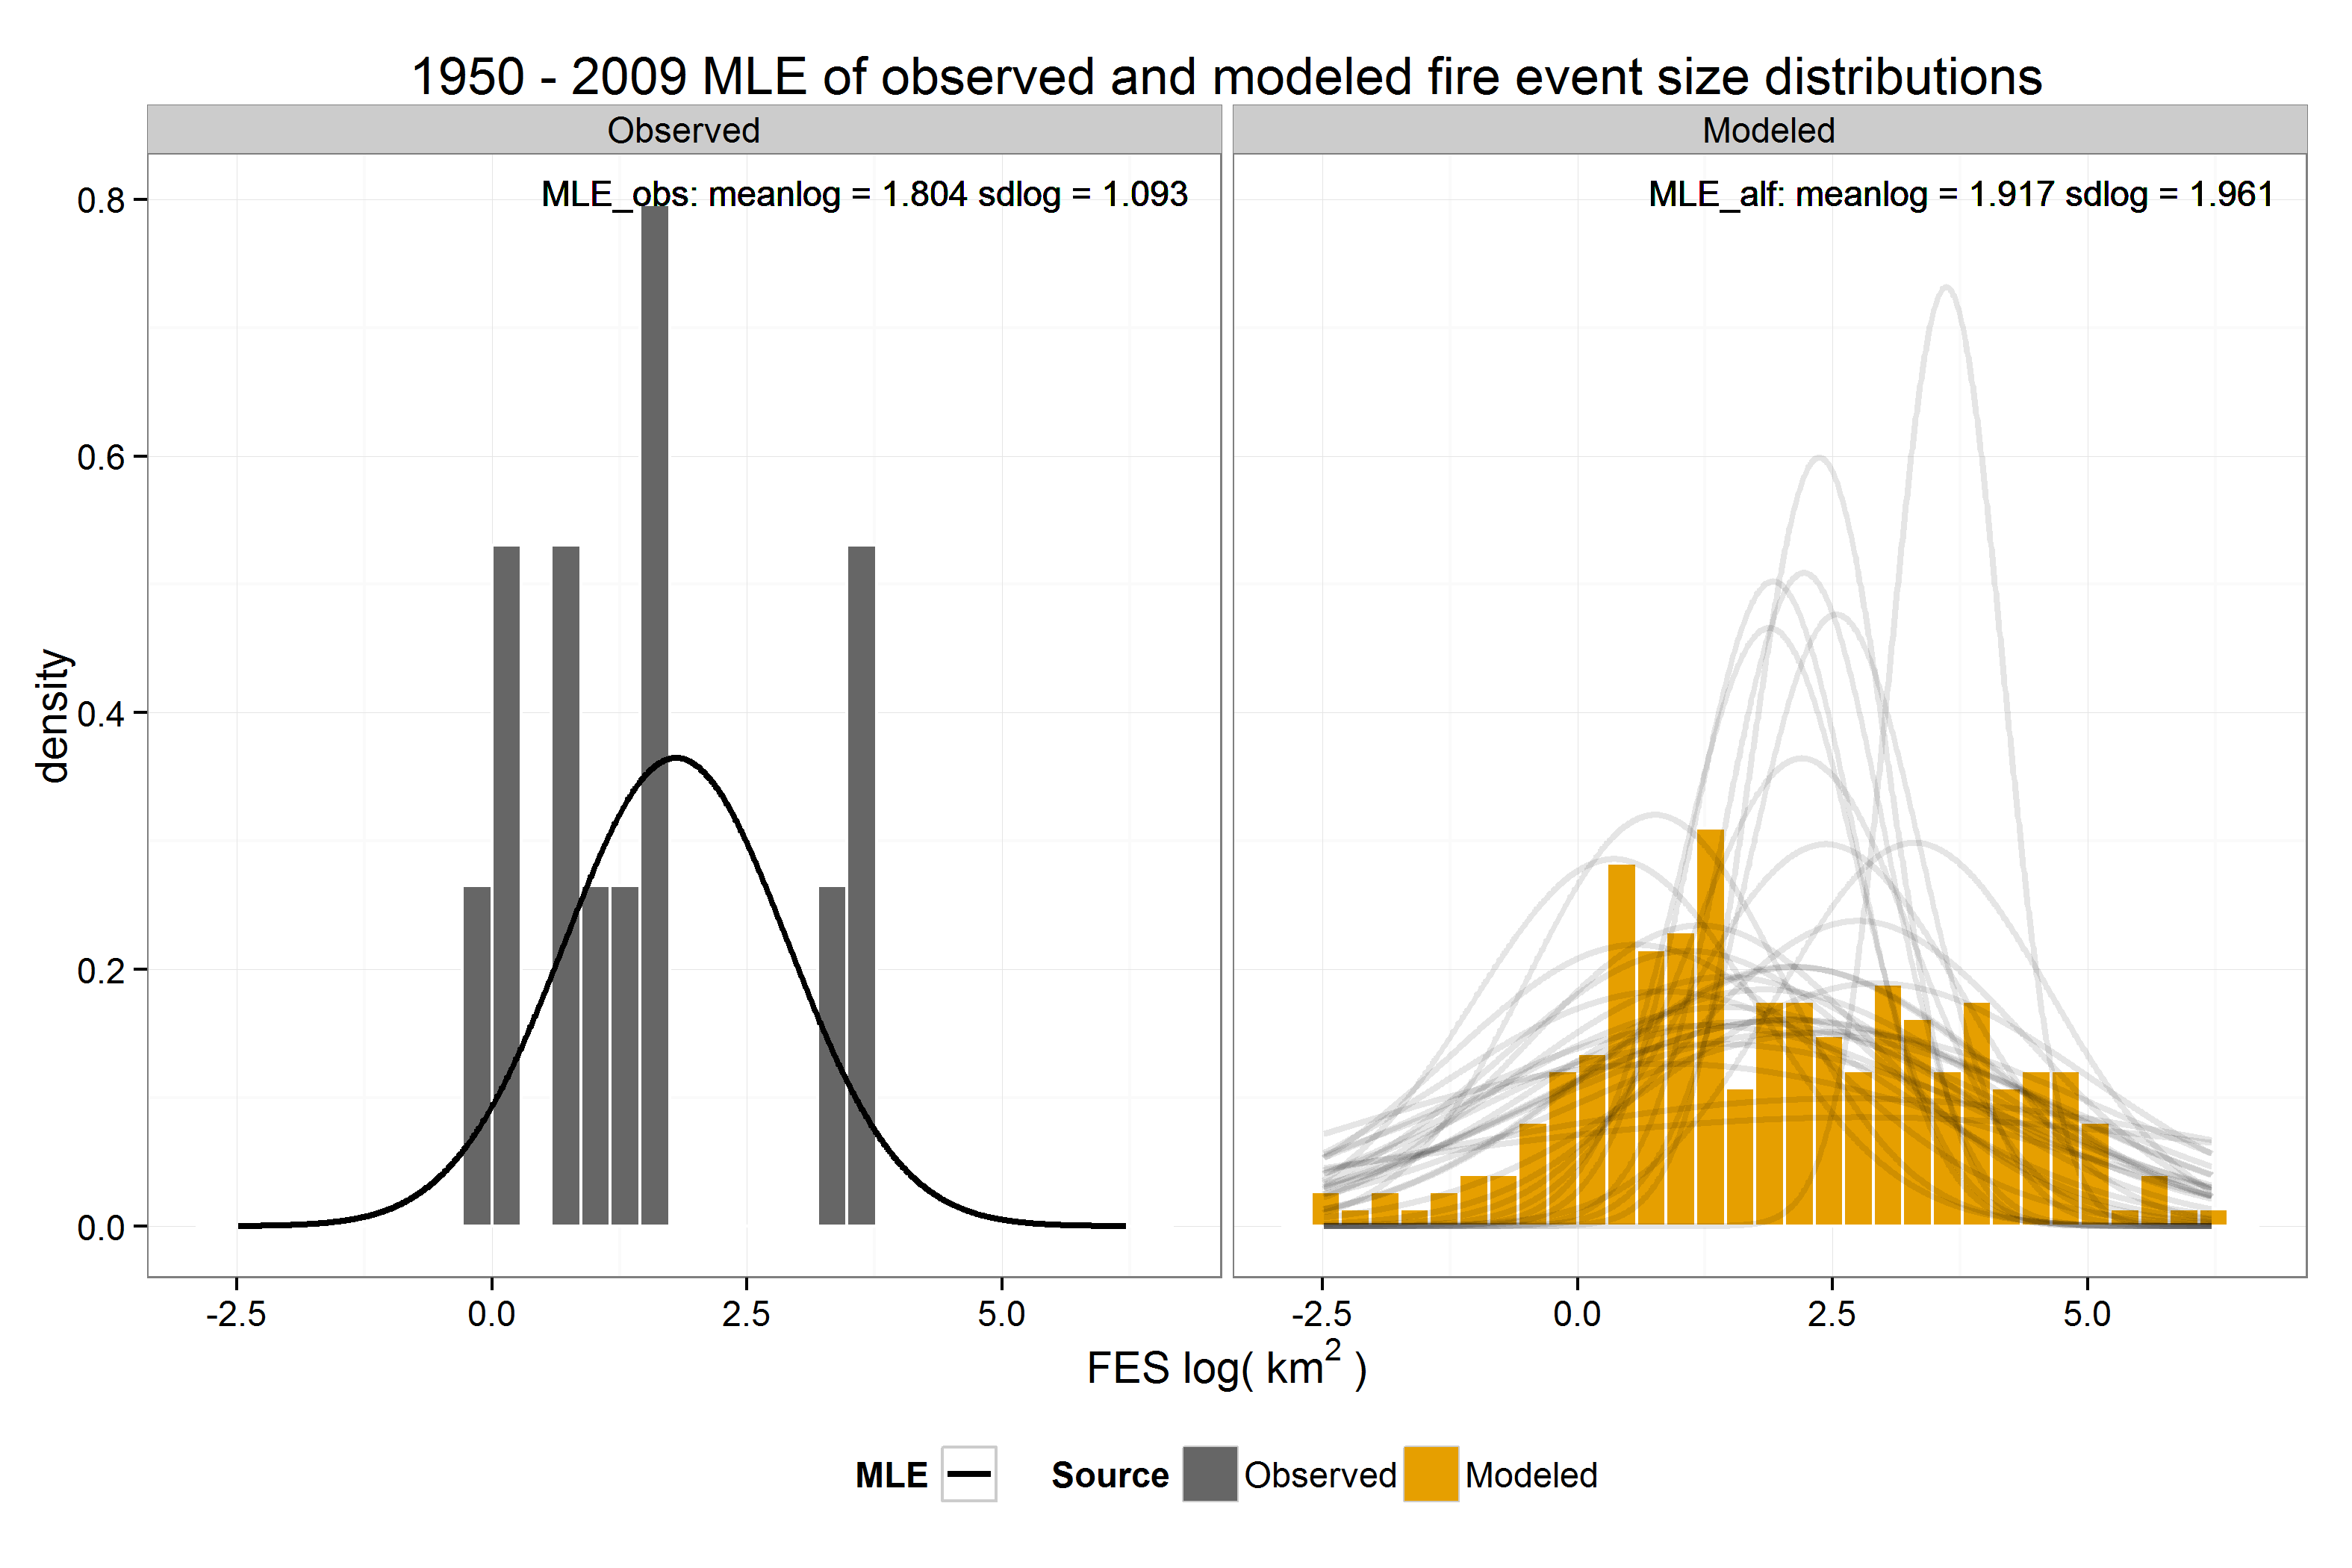 1950 - 2009 MLE of observed and modeled fire event size distributions
Observed
Modeled
MLE_obs: meanlog = 1.804 sdlog = 1.093
MLE_alf: meanlog = 1.917 sdlog = 1.961
density
0.8
0.6
0.4
0.2
0.0
-2.5 0.0 2.5 5.0
-2.5 0.0 2.5 5.0
FES log( km² )
MLE Source Observed Modeled